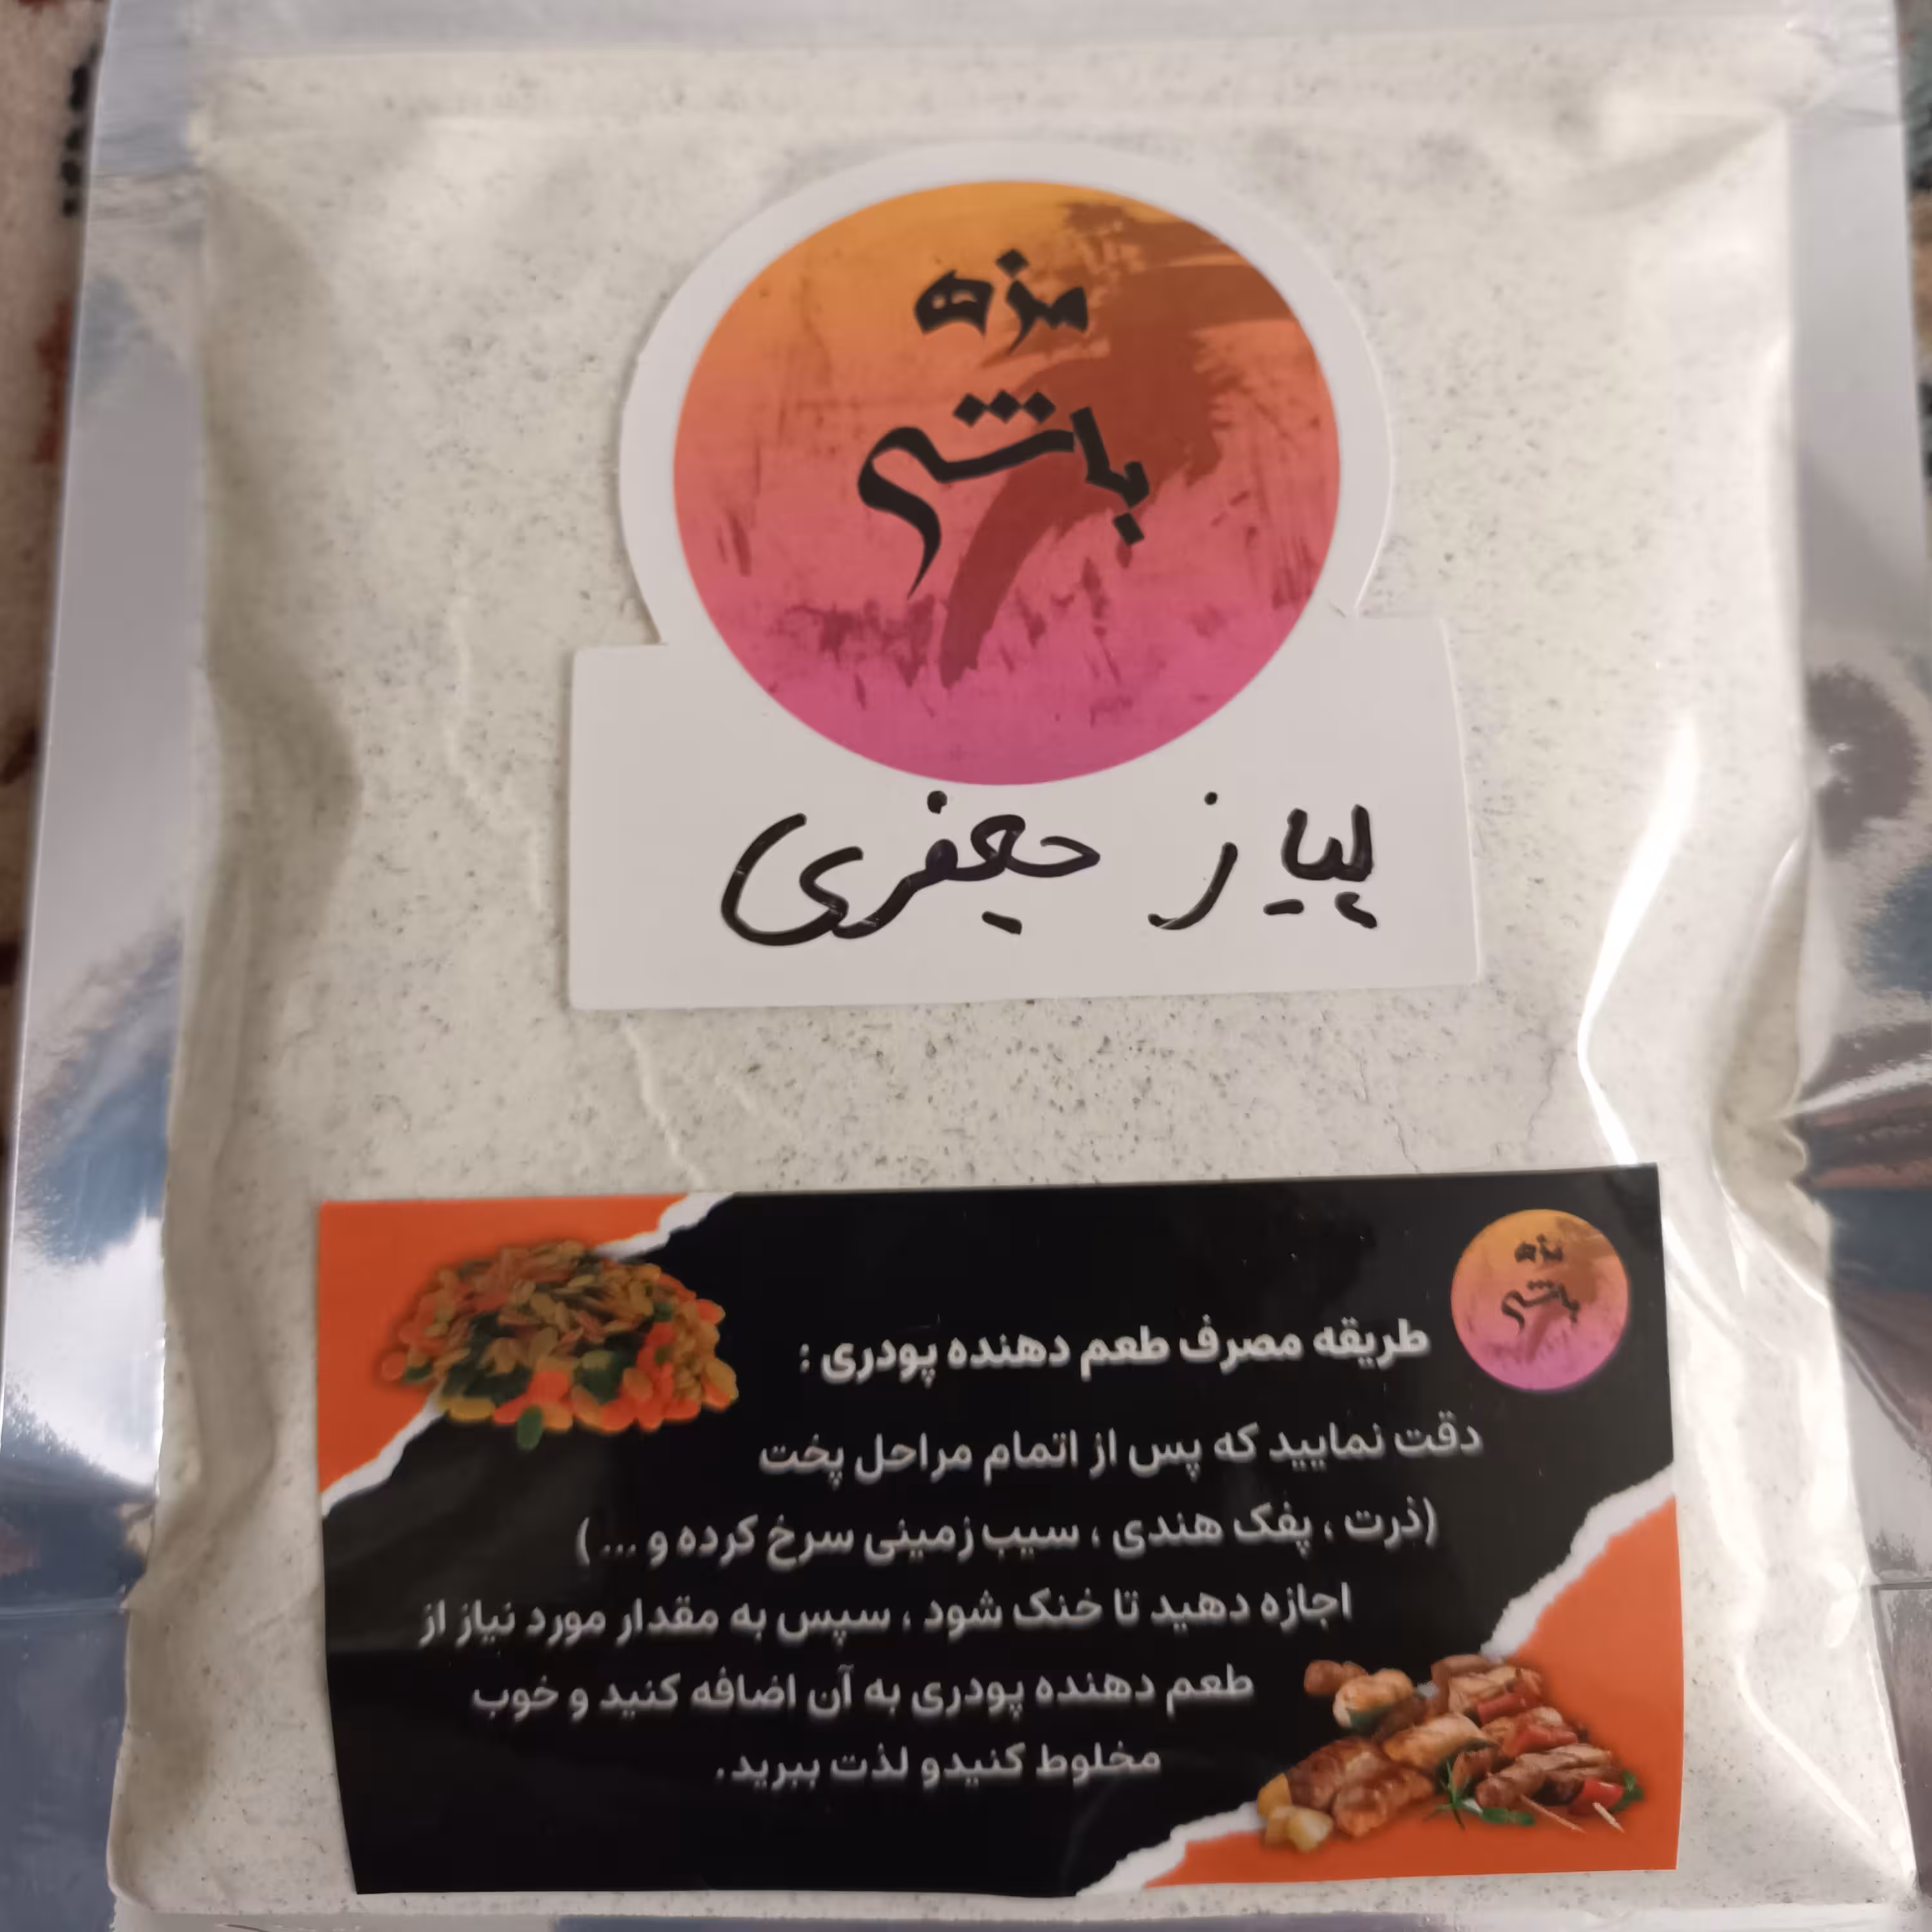 مزه
باشی
پیاز جعفری
مزه
باشی
طریقه مصرف طعم دهنده پودری :
دقت نمایید که پس از اتمام مراحل پخت
(ذرت ، پفک هندی ، سیب زمینی سرخ کرده و ... )
اجازه دهید تا خنک شود ، سپس به مقدار مورد نیاز از
طعم دهنده پودری به آن اضافه کنید و خوب
مخلوط کنیدو لذت ببرید.